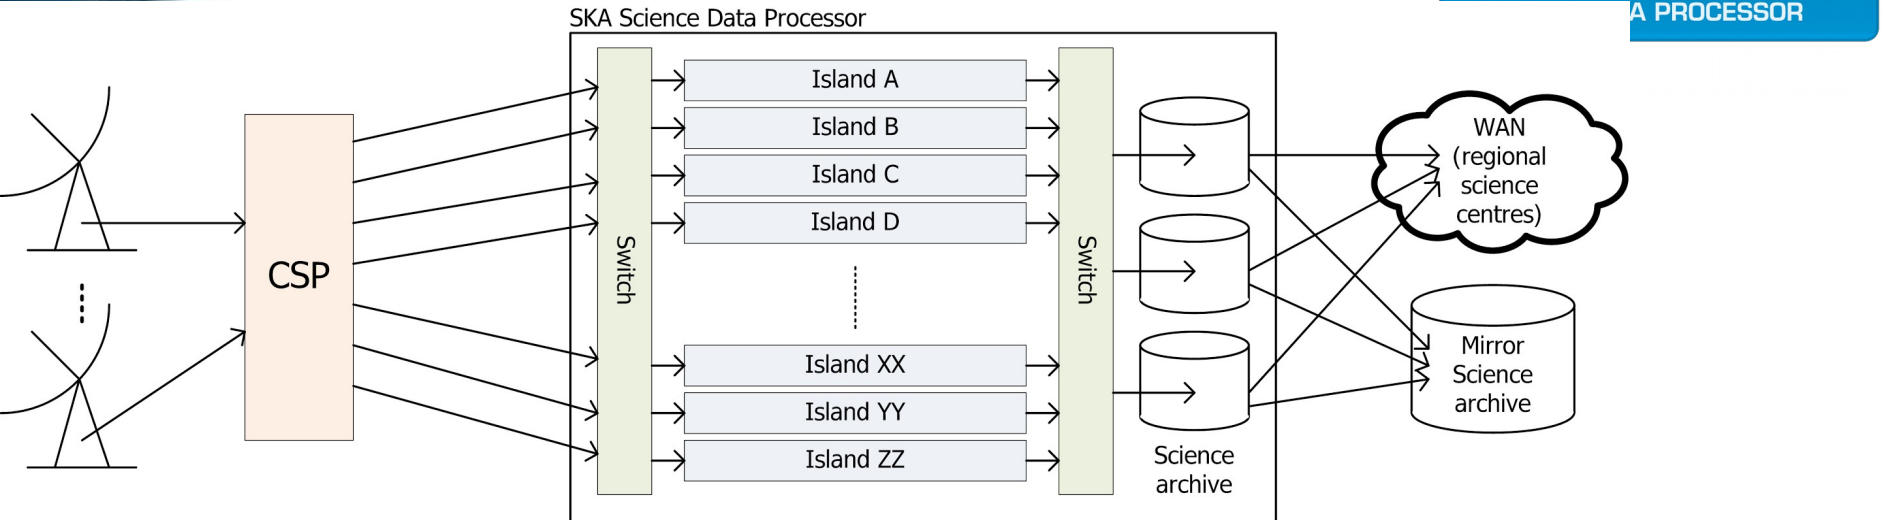 SKA Science Data Processor
A PROCESSOR
CSP
Switch
Island A
Island B
Island C
Island D
Island XX
Island YY
Island ZZ
Switch
Science
archive
WAN
(regional
science
centres)
Mirror
Science
archive